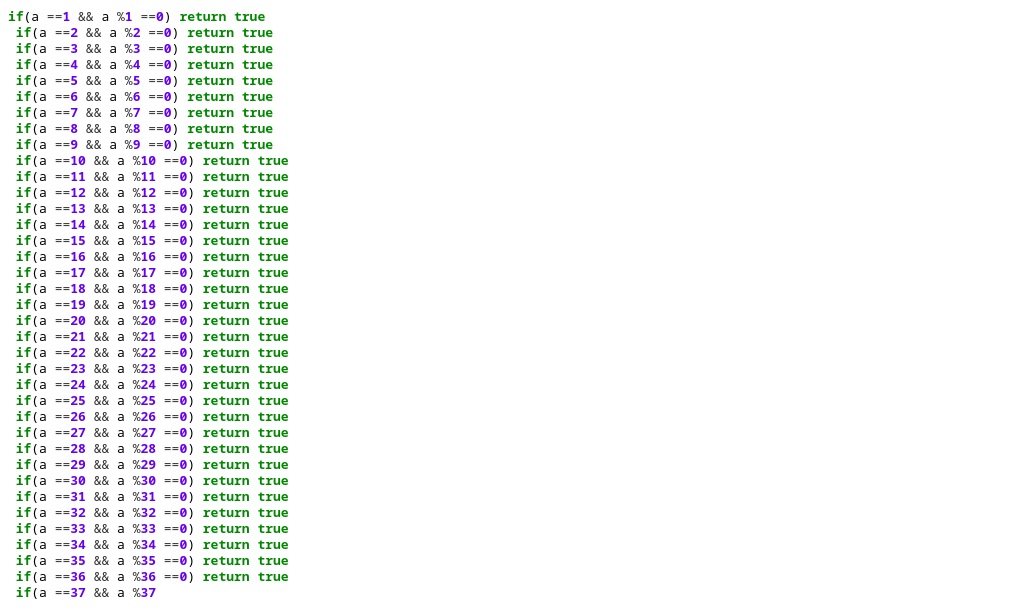 if(a ==1 && a %1 ==0) return true
if(a ==2 && a %2 ==0) return true
if(a ==3 && a %3 ==0) return true
if(a ==4 && a %4 ==0) return true
if(a ==5 && a %5 ==0) return true
if(a ==6 && a %6 ==0) return true
if(a ==7 && a %7 ==0) return true
if(a ==8 && a %8 ==0) return true
if(a ==9 && a %9 ==0) return true
if(a ==10 && a %10 ==0) return true
if(a ==11 && a %11 ==0) return true
if(a ==12 && a %12 ==0) return true
if(a ==13 && a %13 ==0) return true
if(a ==14 && a %14 ==0) return true
if(a ==15 && a %15 ==0) return true
if(a ==16 && a %16 ==0) return true
if(a ==17 && a %17 ==0) return true
if(a ==18 && a %18 ==0) return true
if(a ==19 && a %19 ==0) return true
if(a ==20 && a %20 ==0) return true
if(a ==21 && a %21 ==0) return true
if(a ==22 && a %22 ==0) return true
if(a ==23 && a %23 ==0) return true
if(a ==24 && a %24 ==0) return true
if(a ==25 && a %25 ==0) return true
if(a ==26 && a %26 ==0) return true
if(a ==27 && a %27 ==0) return true
if(a ==28 && a %28 ==0) return true
if(a ==29 && a %29 ==0) return true
if(a ==30 && a %30 ==0) return true
if(a ==31 && a %31 ==0) return true
if(a ==32 && a %32 ==0) return true
if(a ==33 && a %33 ==0) return true
if(a ==34 && a %34 ==0) return true
if(a ==35 && a %35 ==0) return true
if(a ==36 && a %36 ==0) return true
if(a ==37 && a %37